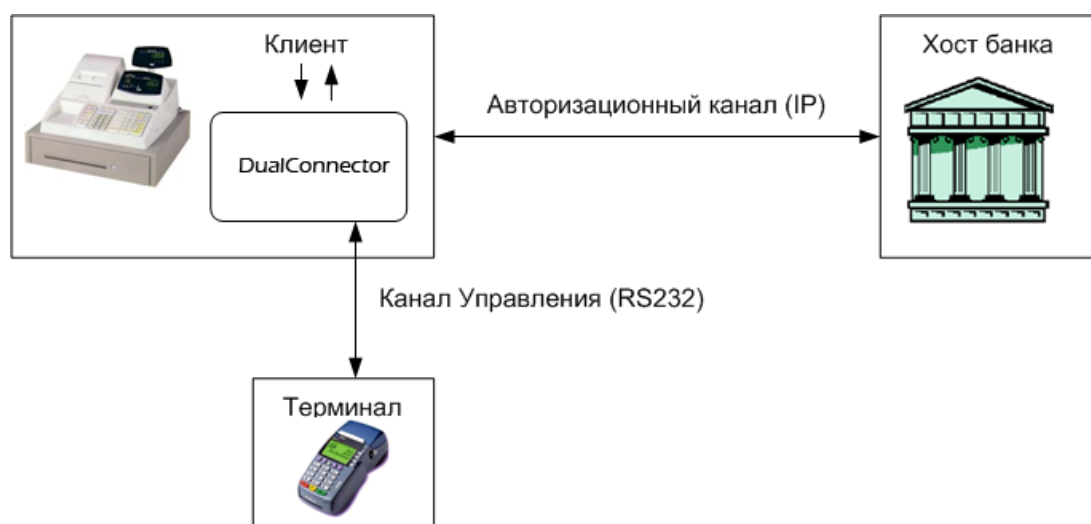 Клиент
DualConnector
Авторизационный канал (IP)
Хост банка
Канал Управления (RS232)
Терминал